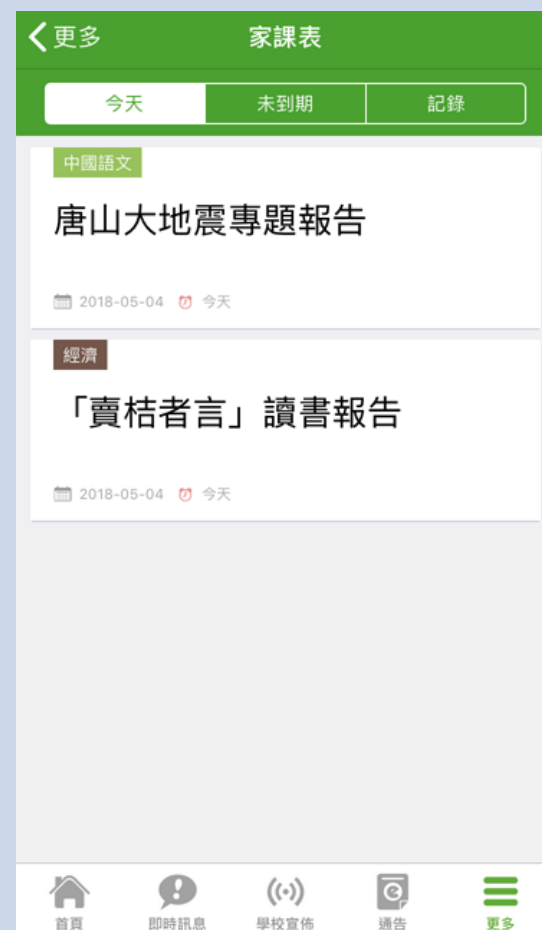 更多 家課表
今天 未到期 記錄
中國語文
唐山大地震專題報告
2018-05-04 今天
經濟
「賣桔者言」讀書報告
2018-05-04 今天
首頁 即時訊息 學校宣佈 通告 更多